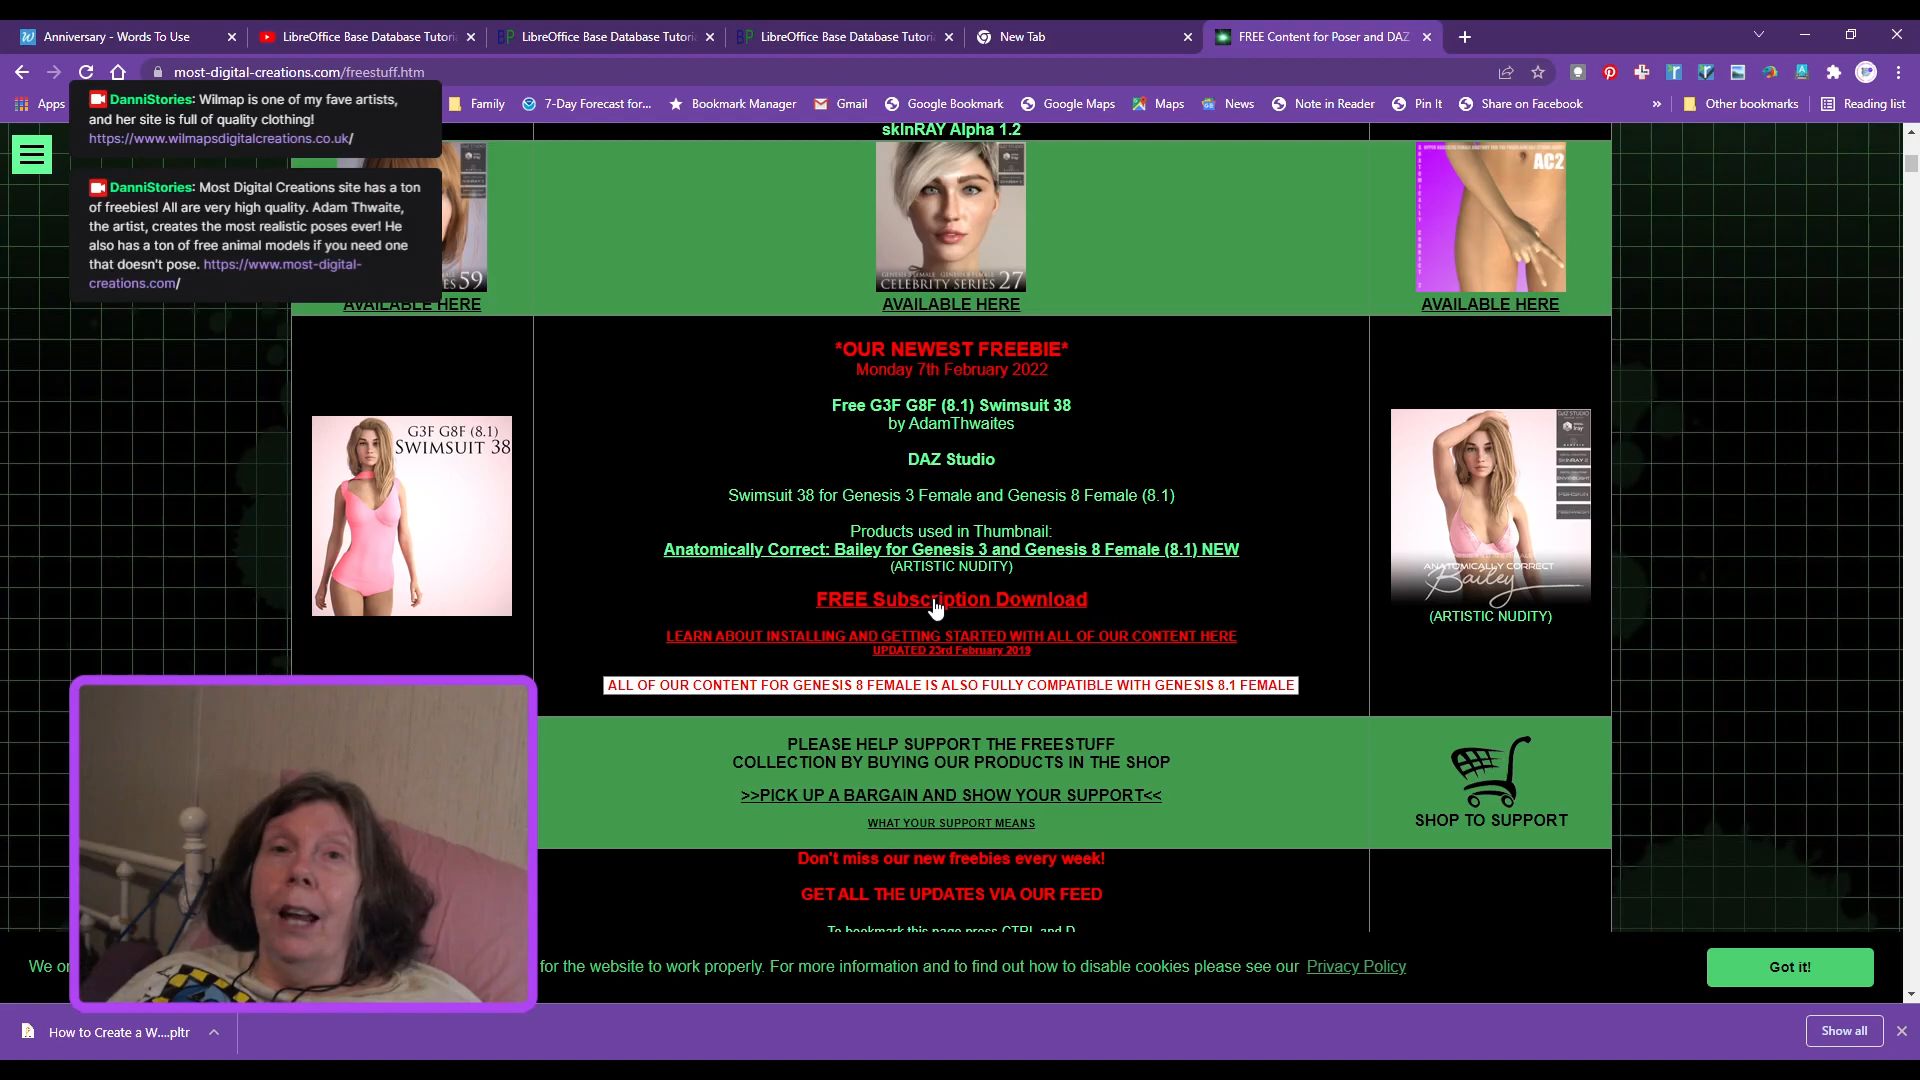 Anniversary - Words To Use
LibreOffice Base Database Tutori
LibreOffice Base Database Tutori
LibreOffice Base Database Tutori
New Tab
FREE Content for Poser and DAZ
most-digital-creations.com/freestuff.htm
Apps
Family
7-Day Forecast for...
Bookmark Manager
Gmail
Google Bookmark
Google Maps
Maps
News
Note in Reader
Pin It
Share on Facebook
Other bookmarks
Reading list
DanniStories: Wilmap is one of my fave artists,
and her site is full of quality clothing!
https://www.wilmapsdigitalcreations.co.uk/
DanniStories: Most Digital Creations site has a ton
of freebies! All are very high quality. Adam Thwaite,
the artist, creates the most realistic poses ever! He
also has a ton of free animal models if you need one
that doesn't pose. https://www.most-digital-
creations.com/
skInRAY Alpha 1.2
ES 59
CELEBRITY SERIES 27
AC2
AVAILABLE HERE
AVAILABLE HERE
AVAILABLE HERE
*OUR NEWEST FREEBIE*
Monday 7th February 2022
Free G3F G8F (8.1) Swimsuit 38
by AdamThwaites
DAZ Studio
Swimsuit 38 for Genesis 3 Female and Genesis 8 Female (8.1)
Products used in Thumbnail:
Anatomically Correct: Bailey for Genesis 3 and Genesis 8 Female (8.1) NEW
(ARTISTIC NUDITY)
FREE Subscription Download
LEARN ABOUT INSTALLING AND GETTING STARTED WITH ALL OF OUR CONTENT HERE
UPDATED 23rd February 2019
ALL OF OUR CONTENT FOR GENESIS 8 FEMALE IS ALSO FULLY COMPATIBLE WITH GENESIS 8.1 FEMALE
G3F G8F (8.1)
SWIMSUIT 38
ANATOMICALLY CORRECT
Bailey
(ARTISTIC NUDITY)
PLEASE HELP SUPPORT THE FREESTUFF
COLLECTION BY BUYING OUR PRODUCTS IN THE SHOP
>>PICK UP A BARGAIN AND SHOW YOUR SUPPORT<<
WHAT YOUR SUPPORT MEANS
SHOP TO SUPPORT
Don't miss our new freebies every week!
GET ALL THE UPDATES VIA OUR FEED
To bookmark this page press CTRL and D
We on
for the website to work properly. For more information and to find out how to disable cookies please see our Privacy Policy
Got it!
How to Create a W....pltr
Show all